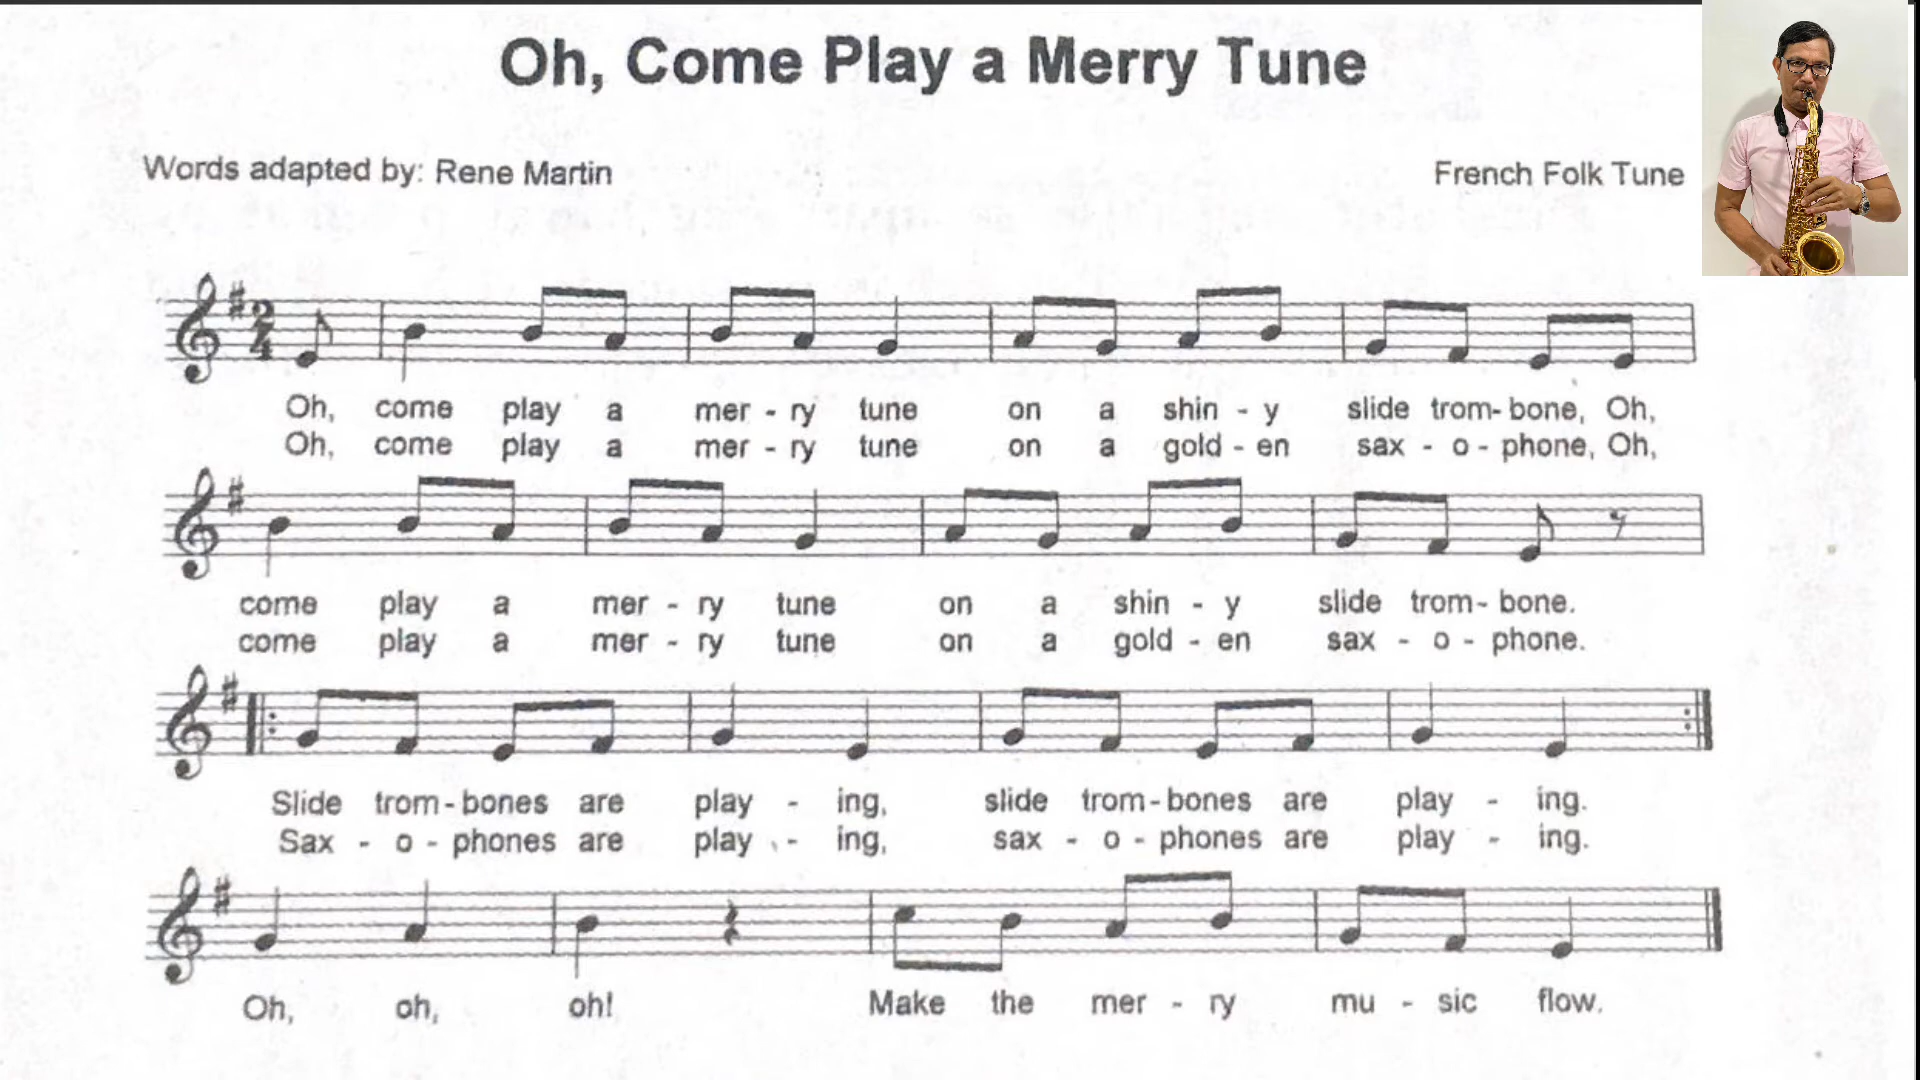 Oh, Come Play a Merry Tune
Words adapted by: Rene Martin
French Folk Tune
2
4
Oh, come play a mer - ry tune on a shin - y slide trom - bone, Oh,
Oh, come play a mer - ry tune on a gold - en sax - o - phone, Oh,
come play a mer - ry tune on a shin - y slide trom - bone.
come play a mer - ry tune on a gold - en sax - o - phone.
Slide trom - bones are play - ing, slide trom - bones are play - ing.
Sax - o - phones are play - ing, sax - o - phones are play - ing.
Oh, oh, oh! Make the mer - ry mu - sic flow.